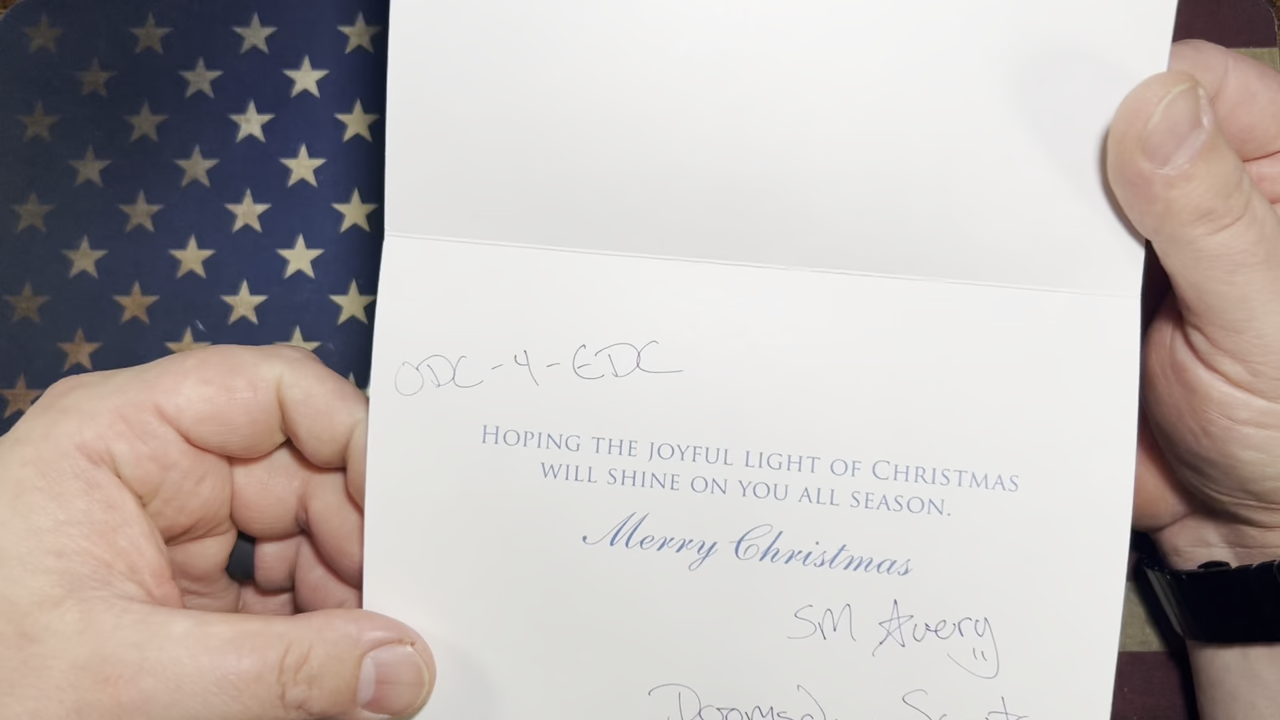 ODC-4-EDC
HOPING THE JOYFUL LIGHT OF CHRISTMAS
WILL SHINE ON YOU ALL SEASON.
Merry Christmas
SM Avery